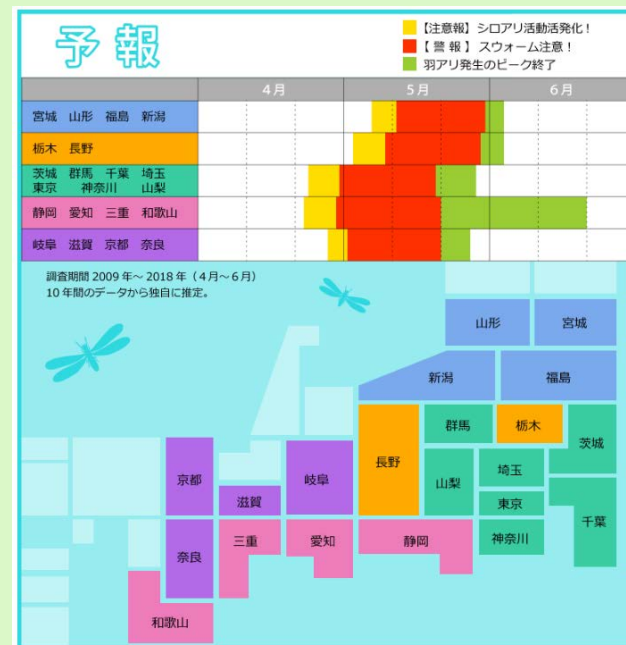 予報
【注意報】シロアリ活動活発化！
【 警 報 】スウォーム注意！
羽アリ発生のピーク終了
4月 5月 6月
宮城 山形 福島 新潟
栃木 長野
茨城 群馬 千葉 埼玉
東京 神奈川 山梨
静岡 愛知 三重 和歌山
岐阜 滋賀 京都 奈良
調査期間 2009 年～ 2018 年（４月～６月）
10 年間のデータから独自に推定。
山形 宮城
新潟 福島
群馬 栃木
茨城
長野
京都 岐阜 山梨 埼玉
滋賀 東京
千葉
三重 愛知 静岡 神奈川
奈良
和歌山